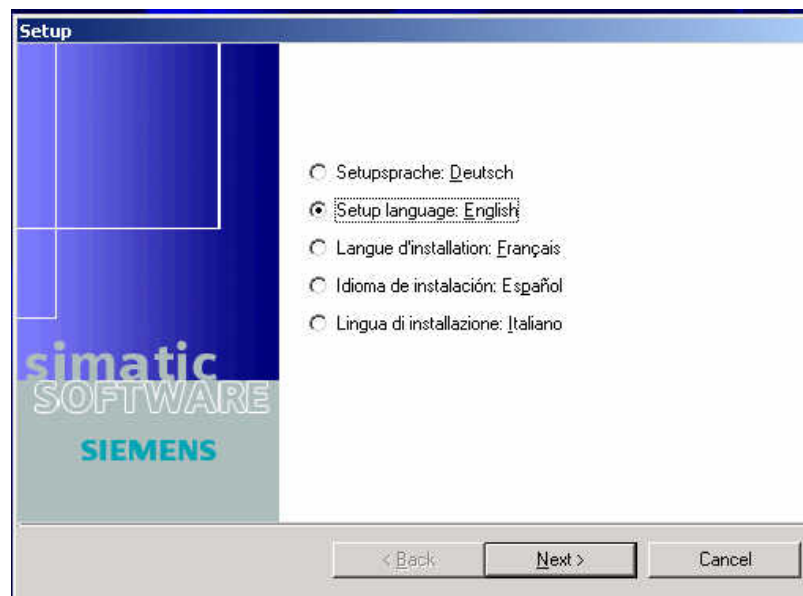 Setup
Setupsprache: Deutsch
Setup language: English
Langue d'installation: Français
Idioma de instalación: Español
Lingua di installazione: Italiano
simatic
SOFTWARE
SIEMENS
< Back Next > Cancel